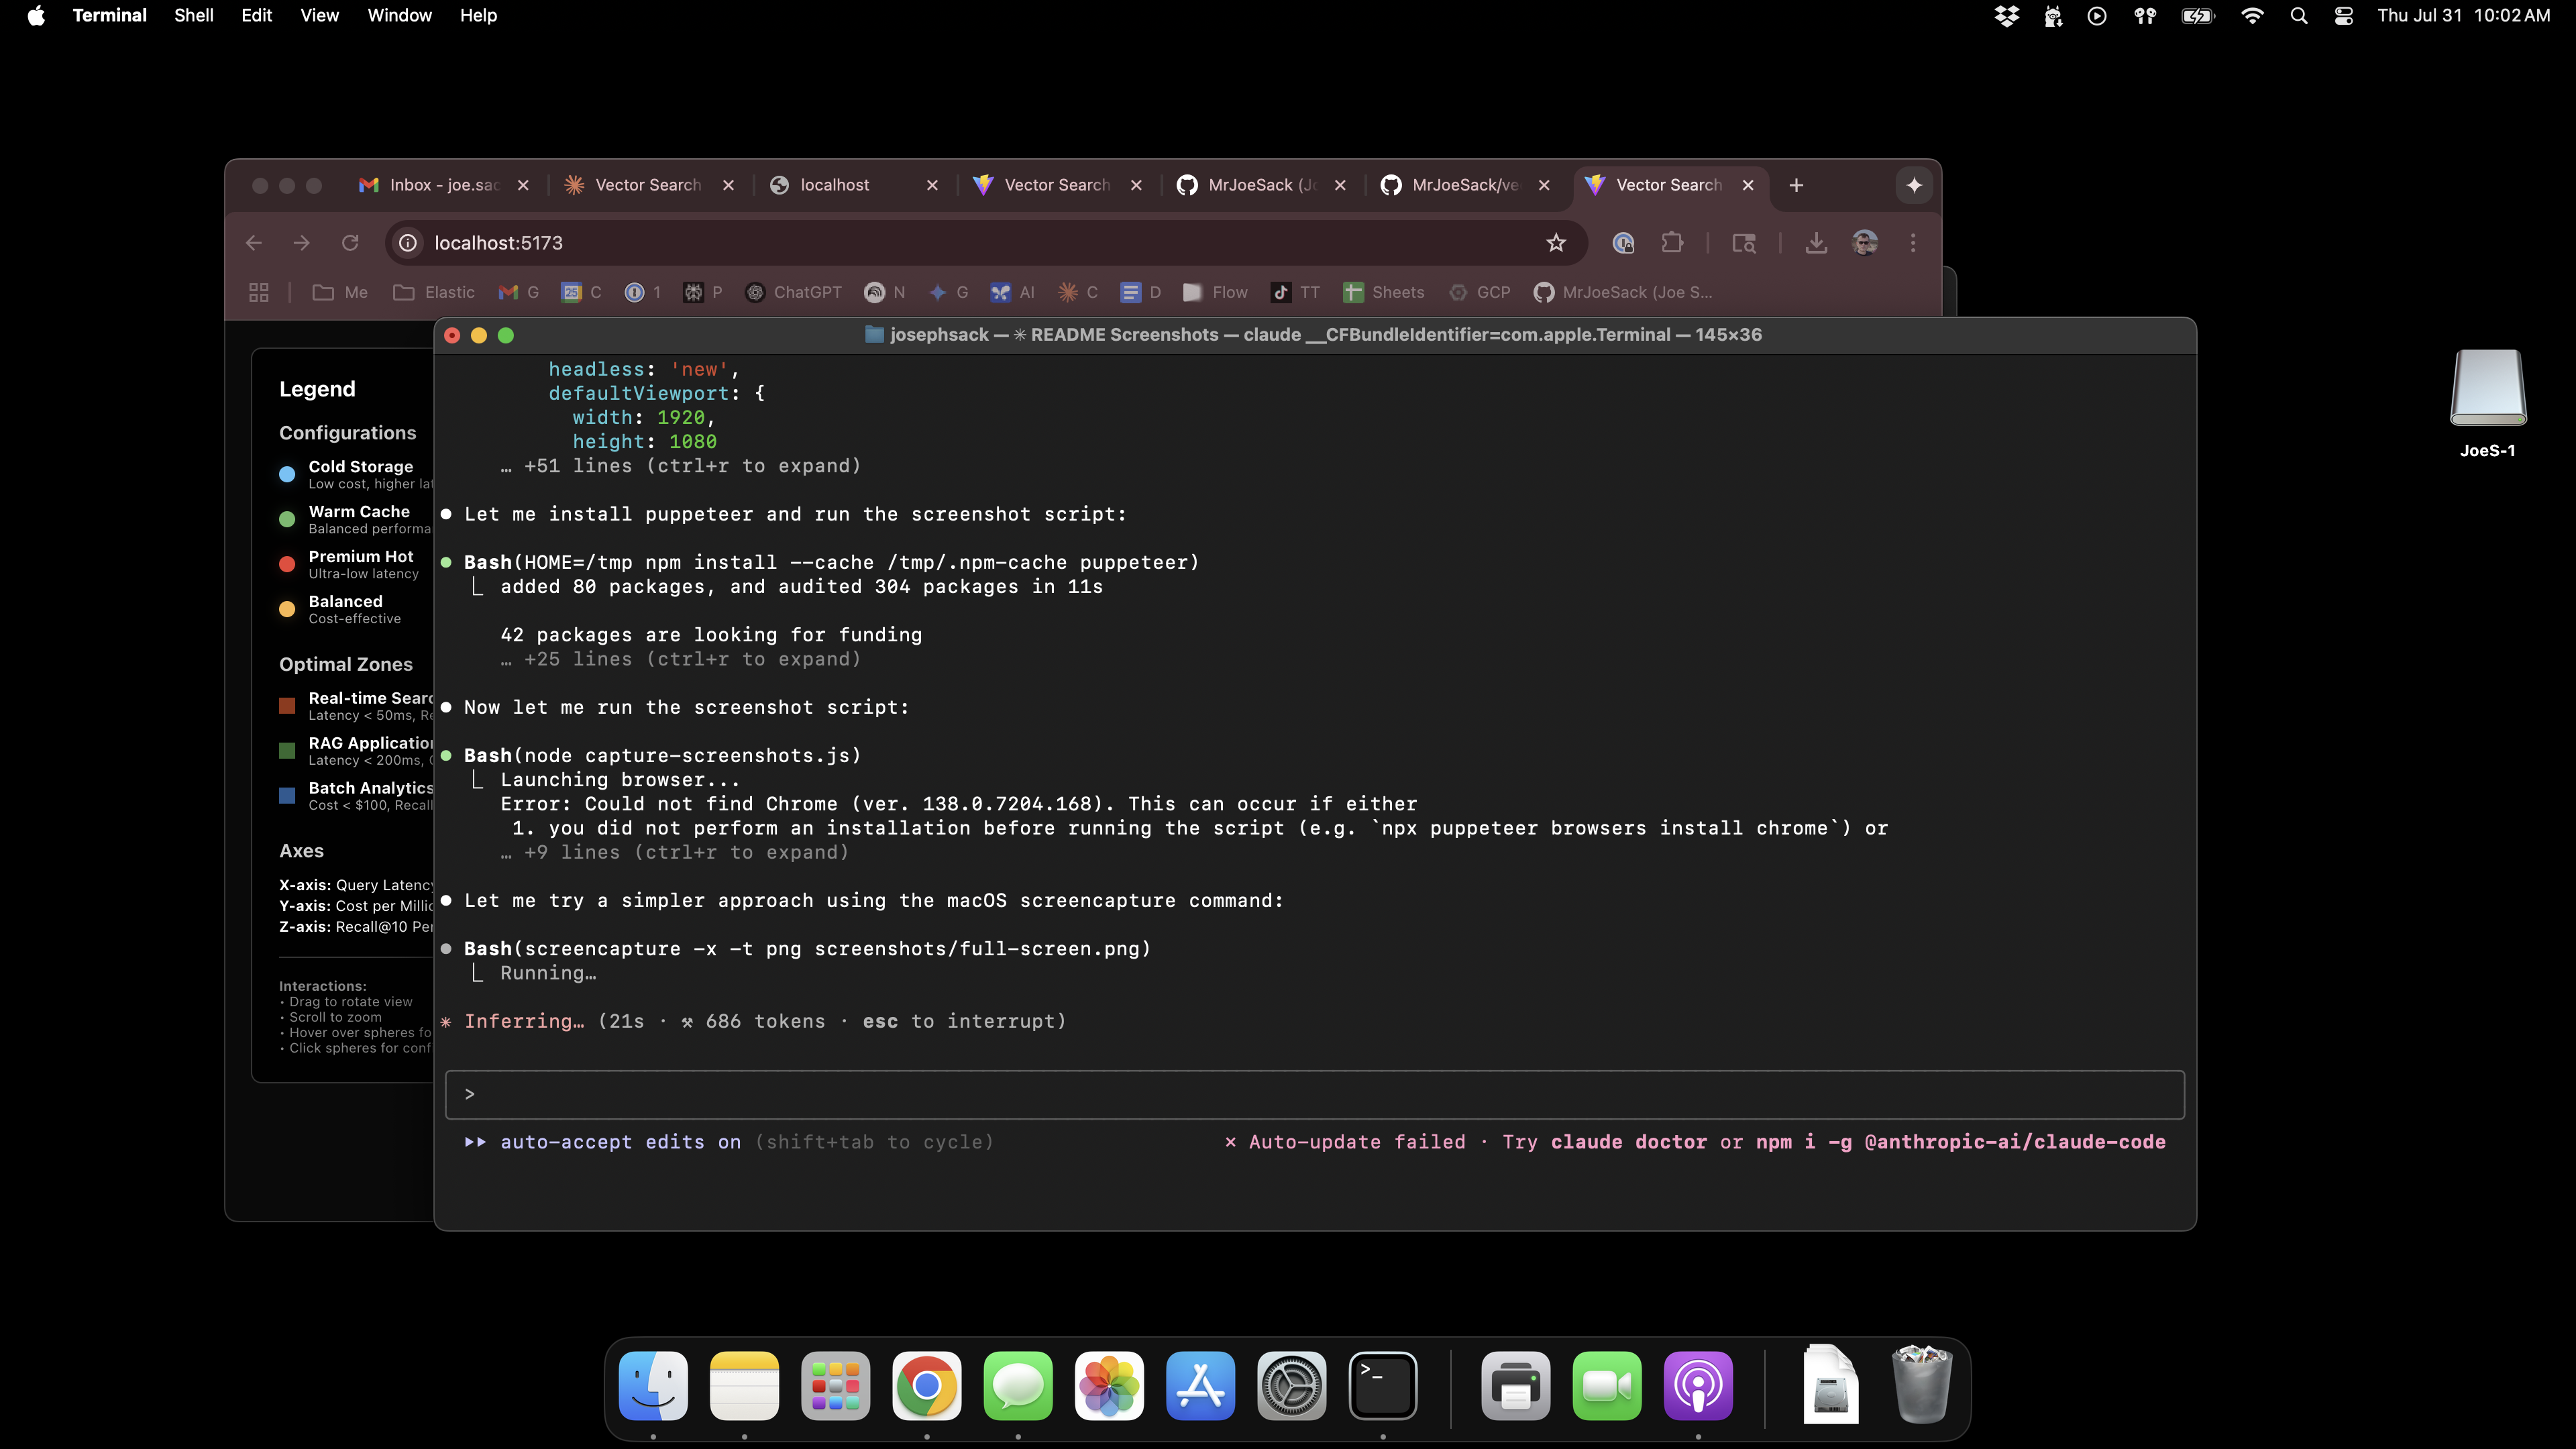 Terminal Shell Edit View Window Help
Thu Jul 31 10:02 AM
Inbox - joe.sac
Vector Search
localhost
Vector Search
MrJoeSack (Jo
MrJoeSack/ve
Vector Search
localhost:5173
Me Elastic G C 1 P ChatGPT N G AI C D Flow TT Sheets GCP MrJoeSack (Joe S...
josephsack — ✳ README Screenshots — claude __CFBundleIdentifier=com.apple.Terminal — 145×36
Legend
Configurations
Cold Storage
Low cost, higher lat
Warm Cache
Balanced performa
Premium Hot
Ultra-low latency
Balanced
Cost-effective
Optimal Zones
Real-time Searc
Latency < 50ms, Re
RAG Application
Latency < 200ms,
Batch Analytics
Cost < $100, Recall
Axes
X-axis: Query Latency
Y-axis: Cost per Millio
Z-axis: Recall@10 Per
Interactions:
• Drag to rotate view
• Scroll to zoom
• Hover over spheres fo
• Click spheres for conf
headless: 'new',
defaultViewport: {
width: 1920,
height: 1080
… +51 lines (ctrl+r to expand)
● Let me install puppeteer and run the screenshot script:
● Bash(HOME=/tmp npm install --cache /tmp/.npm-cache puppeteer)
⎿ added 80 packages, and audited 304 packages in 11s
42 packages are looking for funding
… +25 lines (ctrl+r to expand)
● Now let me run the screenshot script:
● Bash(node capture-screenshots.js)
⎿ Launching browser...
Error: Could not find Chrome (ver. 138.0.7204.168). This can occur if either
1. you did not perform an installation before running the script (e.g. `npx puppeteer browsers install chrome`) or
… +9 lines (ctrl+r to expand)
● Let me try a simpler approach using the macOS screencapture command:
● Bash(screencapture -x -t png screenshots/full-screen.png)
⎿ Running…
✳ Inferring… (21s · ⚒ 686 tokens · esc to interrupt)
>
⏵⏵ auto-accept edits on (shift+tab to cycle)
✗ Auto-update failed · Try claude doctor or npm i -g @anthropic-ai/claude-code
JoeS-1